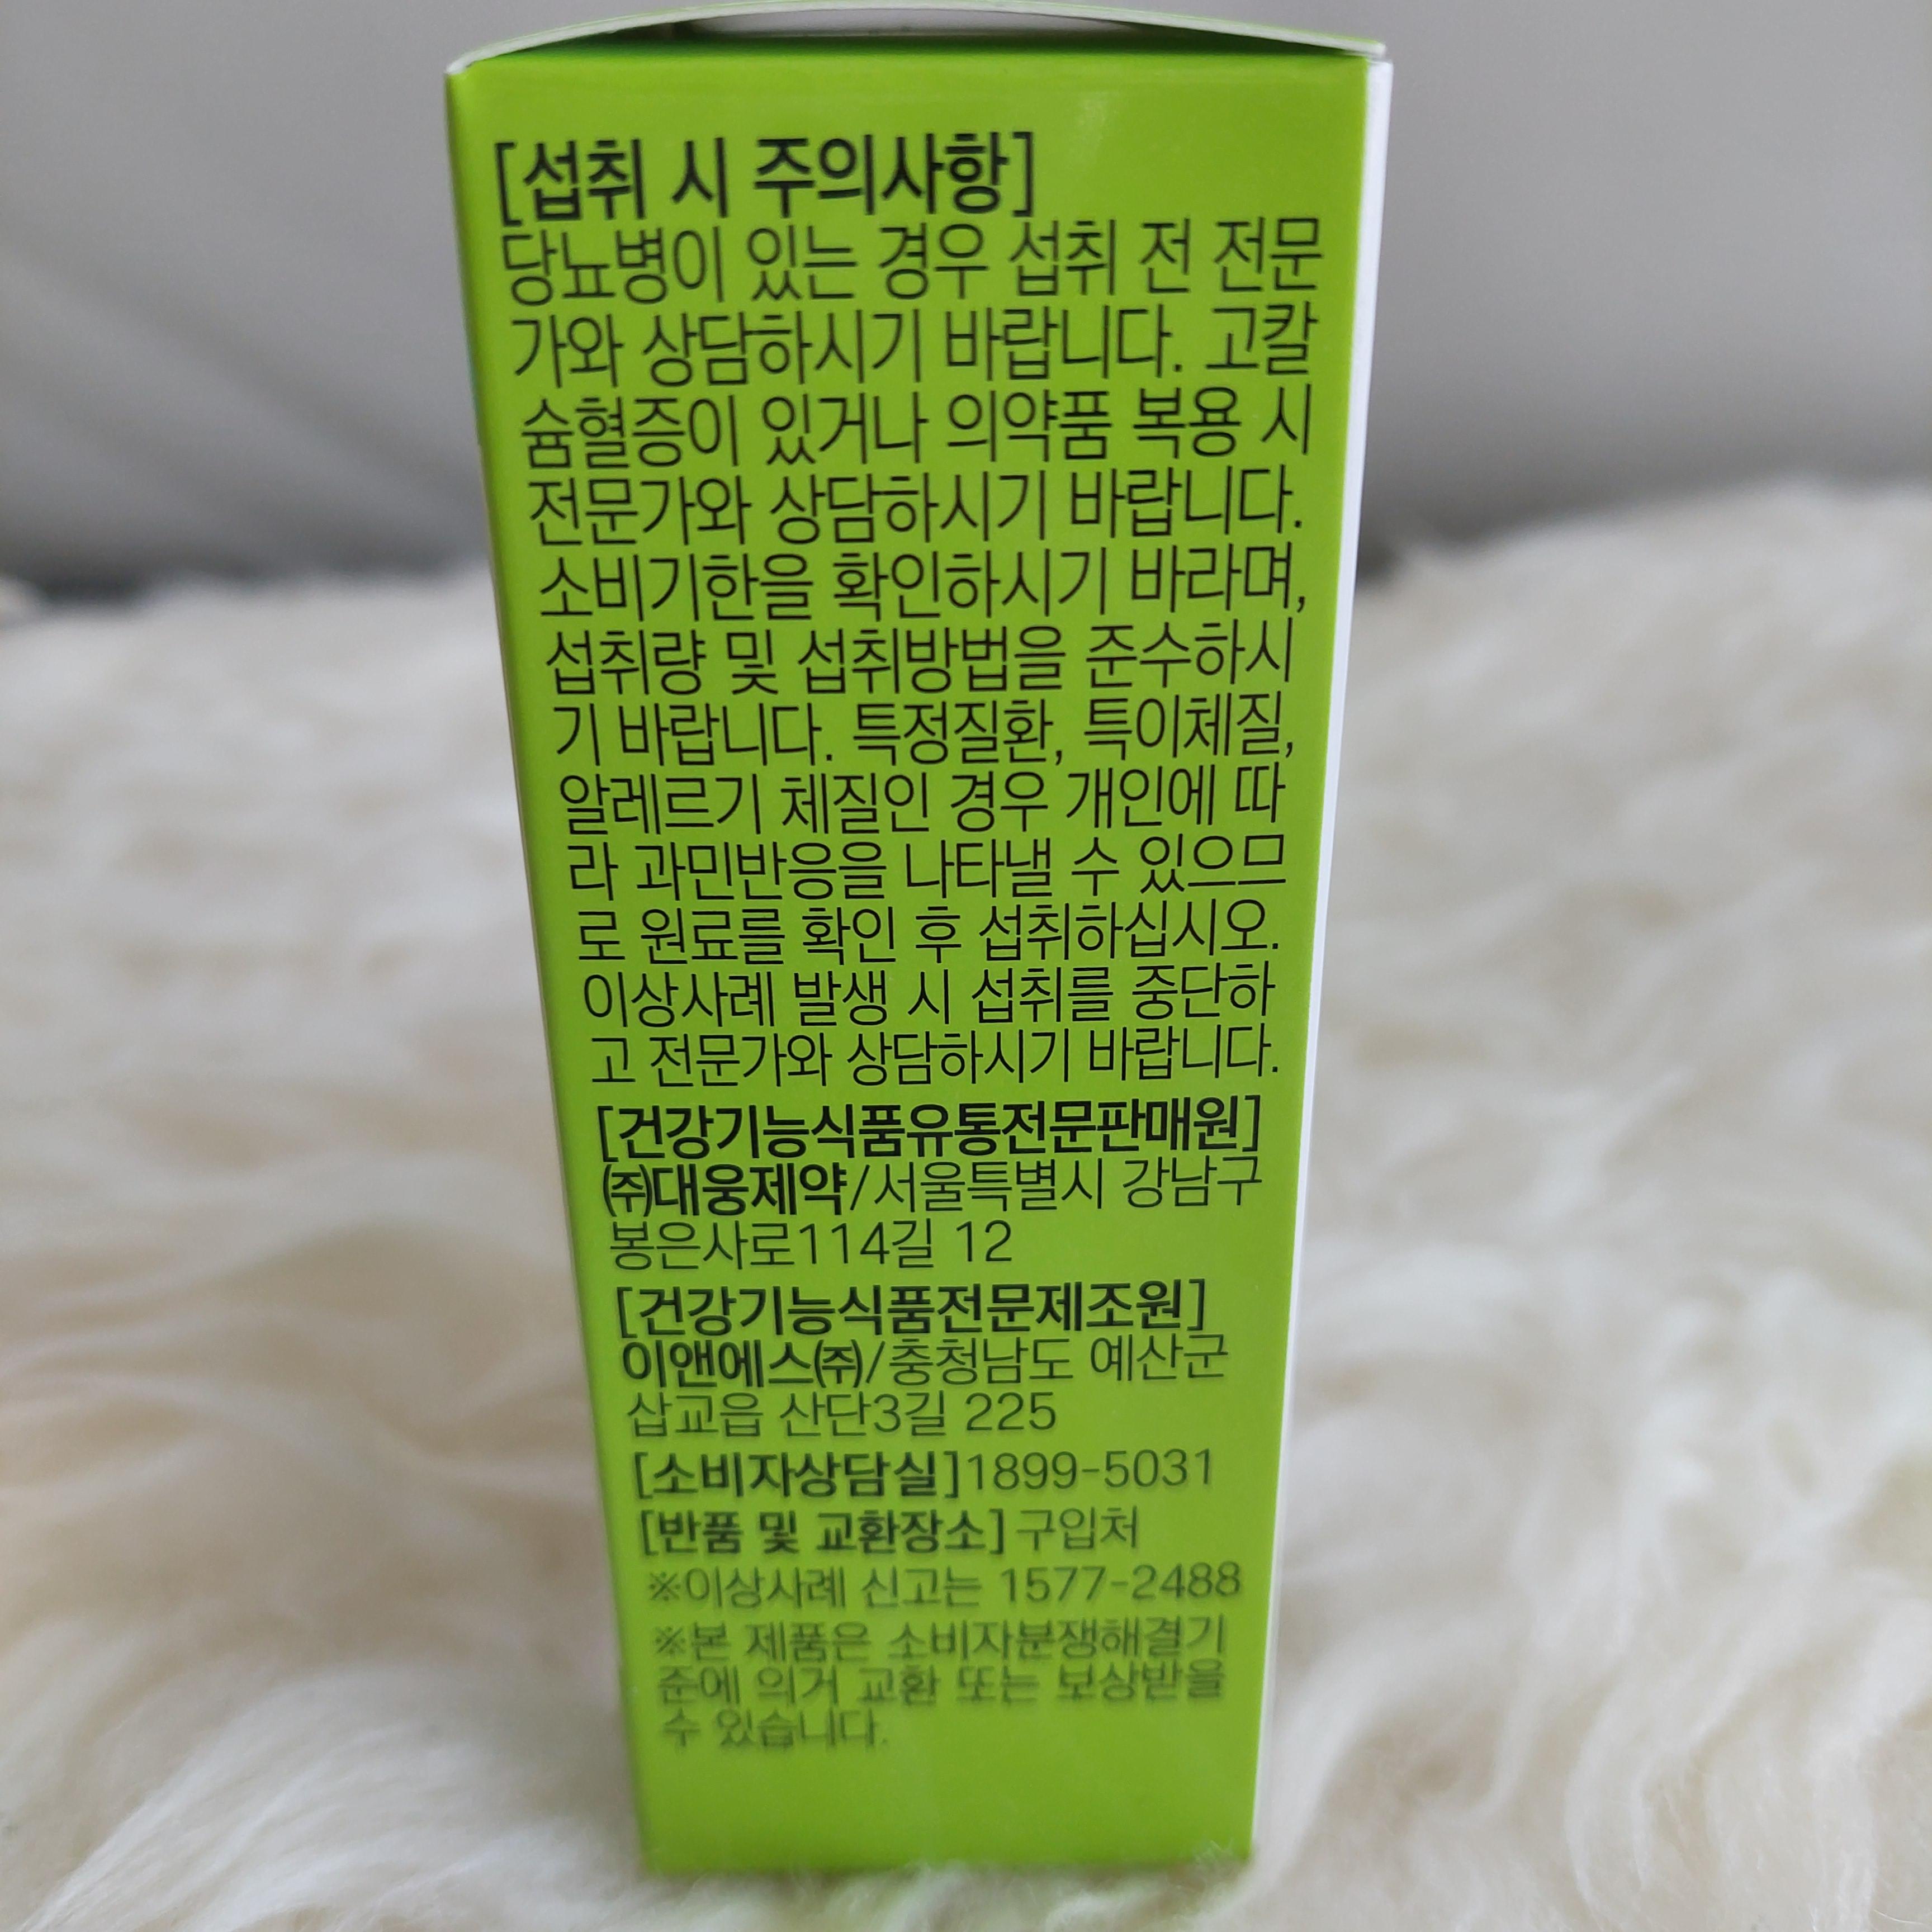 [섭취 시 주의사항]
당뇨병이 있는 경우 섭취 전 전문
가와 상담하시기 바랍니다. 고칼
슘혈증이 있거나 의약품 복용 시
전문가와 상담하시기 바랍니다.
소비기한을 확인하시기 바라며,
섭취량 및 섭취방법을 준수하시
기 바랍니다. 특정질환, 특이체질,
알레르기 체질인 경우 개인에 따
라 과민반응을 나타낼 수 있으므
로 원료를 확인 후 섭취하십시오.
이상사례 발생 시 섭취를 중단하
고 전문가와 상담하시기 바랍니다.
[건강기능식품유통전문판매원]
㈜대웅제약/서울특별시 강남구
봉은사로114길 12
[건강기능식품전문제조원]
이앤에스㈜/충청남도 예산군
삽교읍 산단3길 225
[소비자상담실]1899-5031
[반품 및 교환장소] 구입처
※이상사례 신고는 1577-2488
※본 제품은 소비자분쟁해결기
준에 의거 교환 또는 보상받을
수 있습니다.